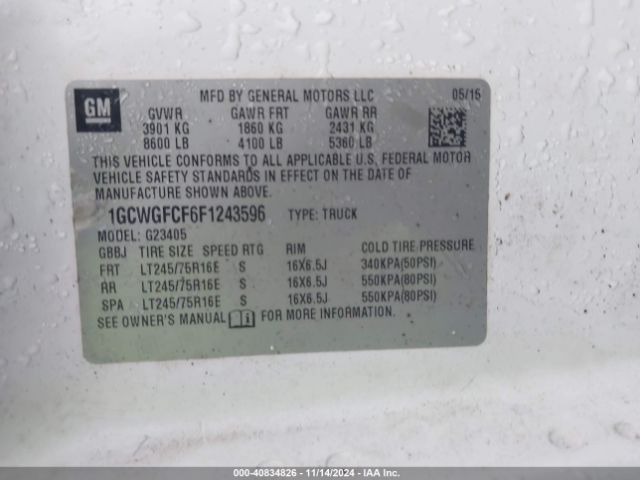 GM
MFD BY GENERAL MOTORS LLC 05/15
GVWR GAWR FRT GAWR RR
3901 KG 1860 KG 2431 KG
8600 LB 4100 LB 5360 LB
THIS VEHICLE CONFORMS TO ALL APPLICABLE U.S. FEDERAL MOTOR
VEHICLE SAFETY STANDARDS IN EFFECT ON THE DATE OF
MANUFACTURE SHOWN ABOVE.
1GCWGFCF6F1243596 TYPE: TRUCK
MODEL: G23405
GBBJ TIRE SIZE SPEED RTG RIM COLD TIRE PRESSURE
FRT LT245/75R16E S 16X6.5J 340KPA(50PSI)
RR LT245/75R16E S 16X6.5J 550KPA(80PSI)
SPA LT245/75R16E S 16X6.5J 550KPA(80PSI)
SEE OWNER'S MANUAL FOR MORE INFORMATION.
000-40834826 - 11/14/2024 - IAA Inc.